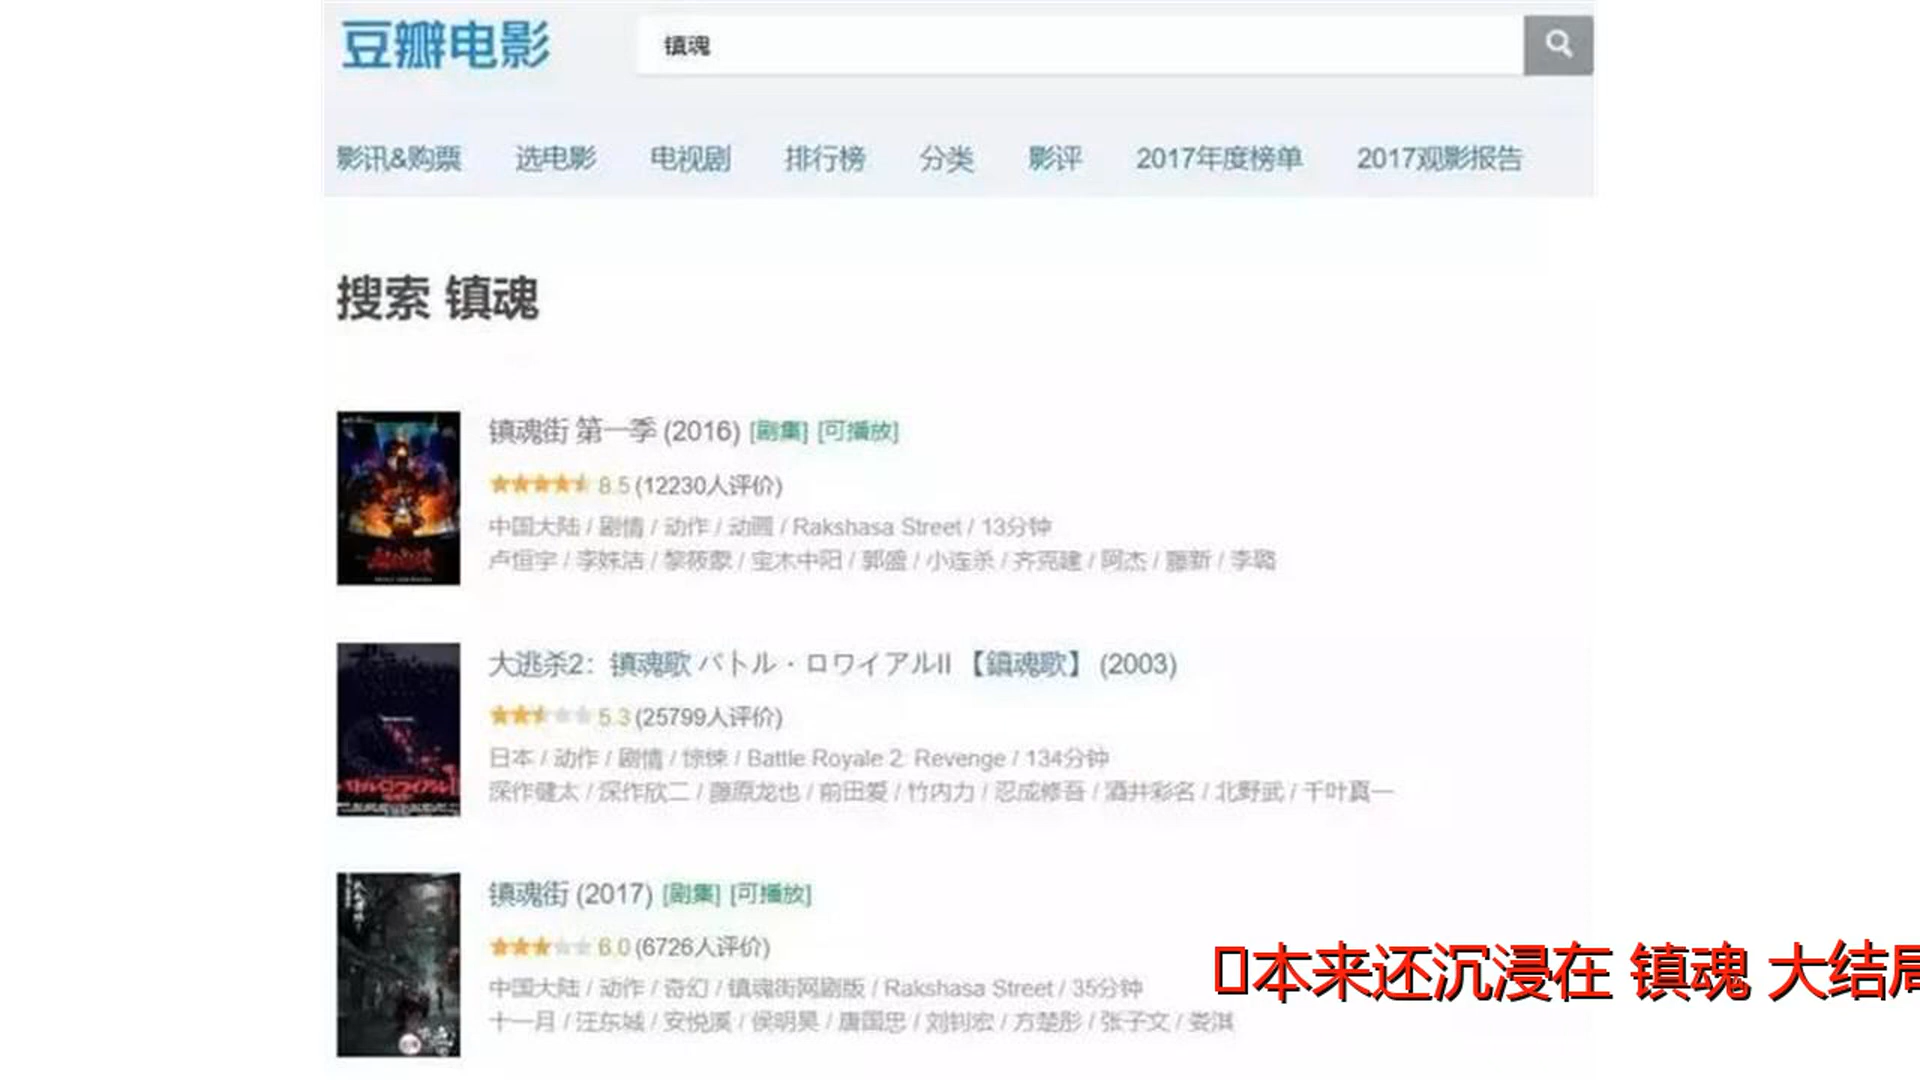 豆瓣电影
镇魂
影讯&购票 选电影 电视剧 排行榜 分类 影评 2017年度榜单 2017观影报告
搜索 镇魂
镇魂街 第一季 (2016) [剧集] [可播放]
8.5 (12230人评价)
中国大陆 / 剧情 / 动作 / 动画 / Rakshasa Street / 13分钟
卢恒宇 / 李姝洁 / 黎筱濛 / 宝木中阳 / 郭盛 / 小连杀 / 齐克建 / 阿杰 / 藤新 / 李璐
大逃杀2：镇魂歌 バトル・ロワイアルII 【鎮魂歌】 (2003)
5.3 (25799人评价)
日本 / 动作 / 剧情 / 惊悚 / Battle Royale 2: Revenge / 134分钟
深作健太 / 深作欣二 / 藤原龙也 / 前田爱 / 竹内力 / 忍成修吾 / 酒井彩名 / 北野武 / 千叶真一
镇魂街 (2017) [剧集] [可播放]
6.0 (6726人评价)
中国大陆 / 动作 / 奇幻 / 镇魂街网剧版 / Rakshasa Street / 35分钟
十一月 / 汪东城 / 安悦溪 / 侯明昊 / 唐国忠 / 刘钊宏 / 方楚彤 / 张子文 / 娄淇
本来还沉浸在 镇魂 大结局